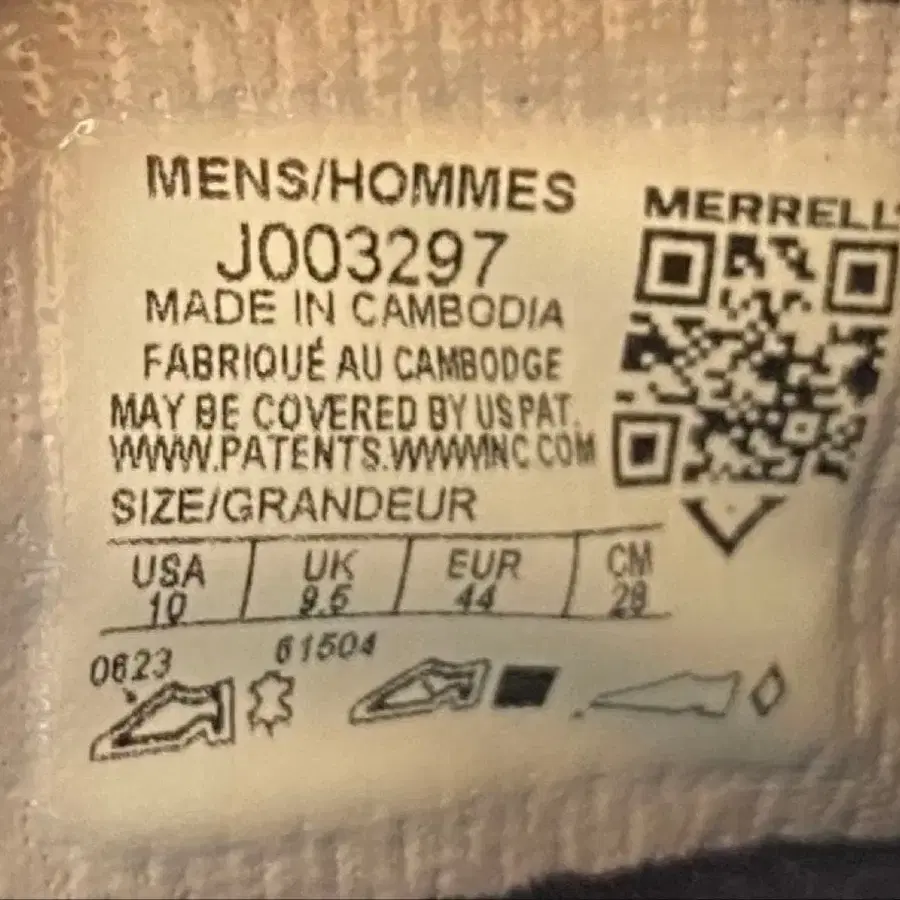 MENS/HOMMES
J003297
MADE IN CAMBODIA
FABRIQUÉ AU CAMBODGE
MAY BE COVERED BY US PAT.
WWW.PATENTS.WWWINC.COM
SIZE/GRANDEUR
USA UK EUR CM
10 9.5 44 28
0623 61504
MERRELL